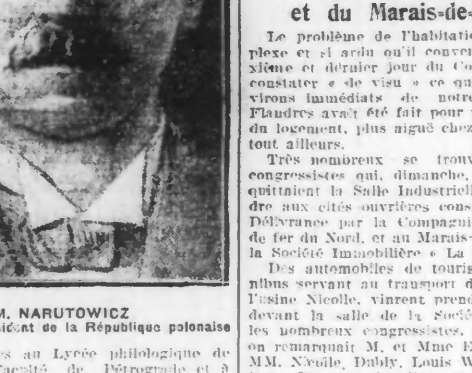 M. NARUTOWICZ
sident de la République polonaise
es au Lycée philologique de
Faculté de Pétrograde et à
et du Marais-de-
Le problème de l'habitatio
plexe et si ardu qu'il conven
xième et dernier jour du Co
constater « de visu » ce qu
virons immédiats de notre
Flandres avait été fait pour
du logement, plus aiguë chez
tout ailleurs.
Très nombreux se trouv
congressistes qui, dimanche,
quittaient la Salle Industriell
dre aux cités ouvrières cons
Délivrance par la Compagni
de fer du Nord, et au Marais-
la Société Immobilière « La
Des automobiles de touris
nibus servant au transport d
l'usine Nicolle, vinrent prend
devant la salle de la Socié
les nombreux congressistes.
on remarquait M. et Mme E
MM. Nicolle, Dubly, Louis W